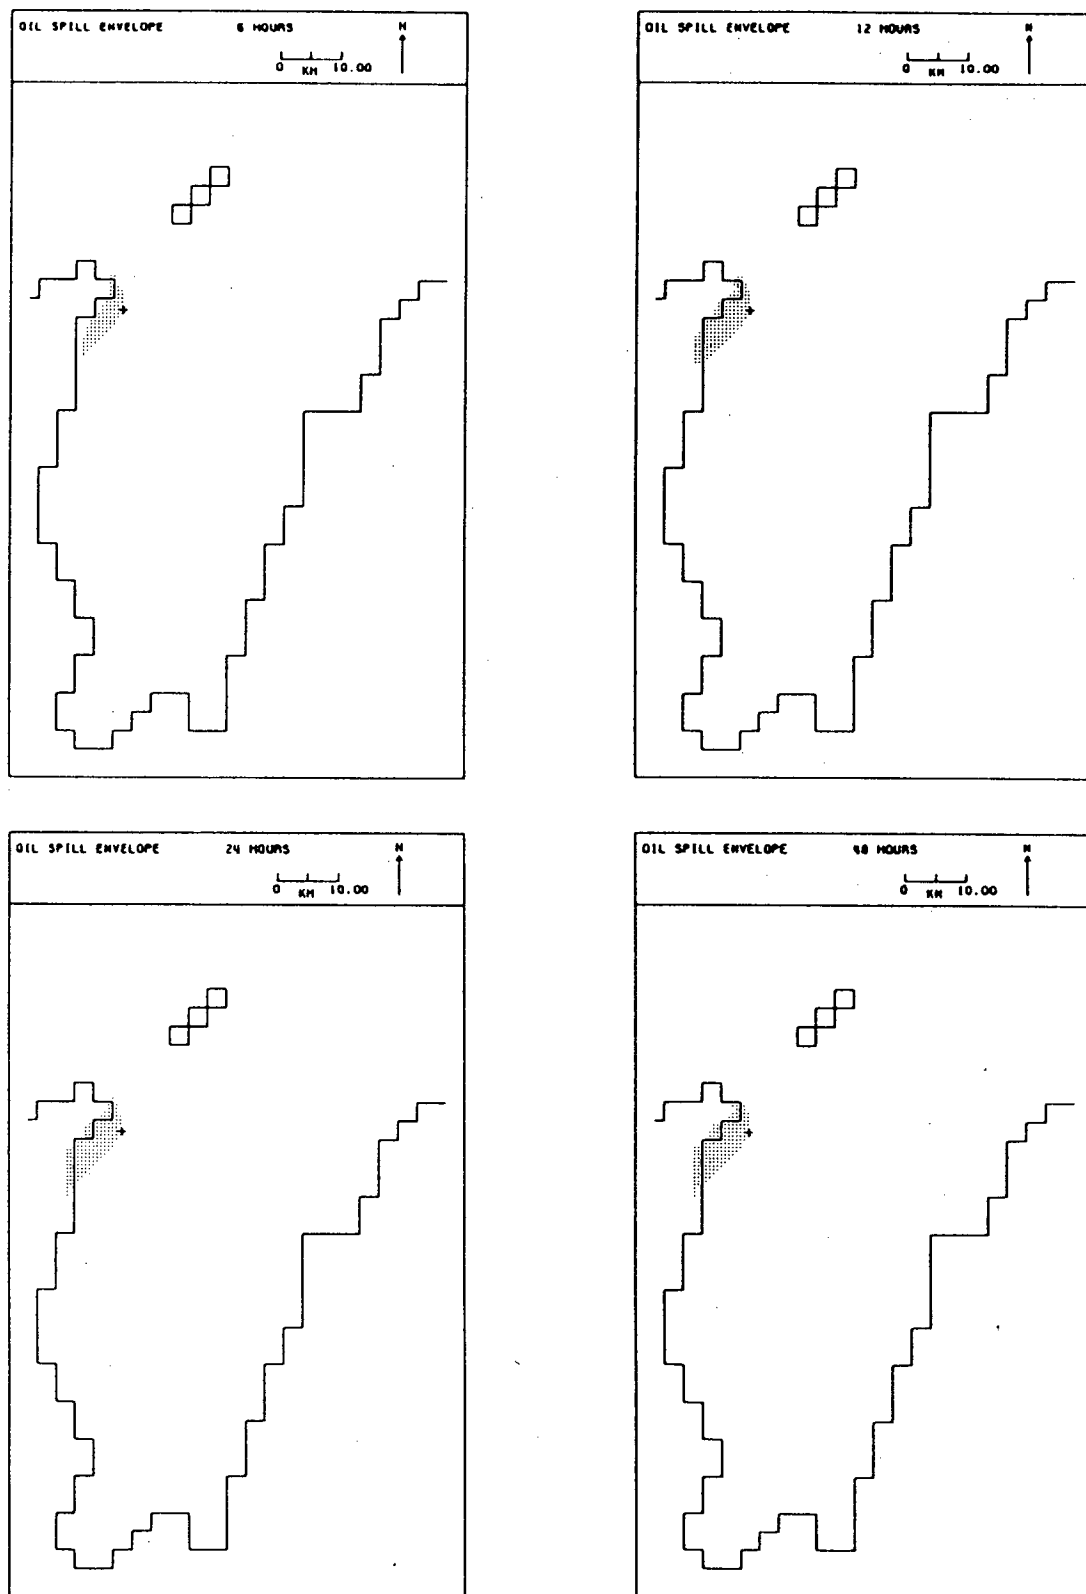 OIL SPILL ENVELOPE 6 HOURS N
0 KM 10.00
OIL SPILL ENVELOPE 12 HOURS N
0 KM 10.00
OIL SPILL ENVELOPE 24 HOURS N
0 KM 10.00
OIL SPILL ENVELOPE 48 HOURS N
0 KM 10.00